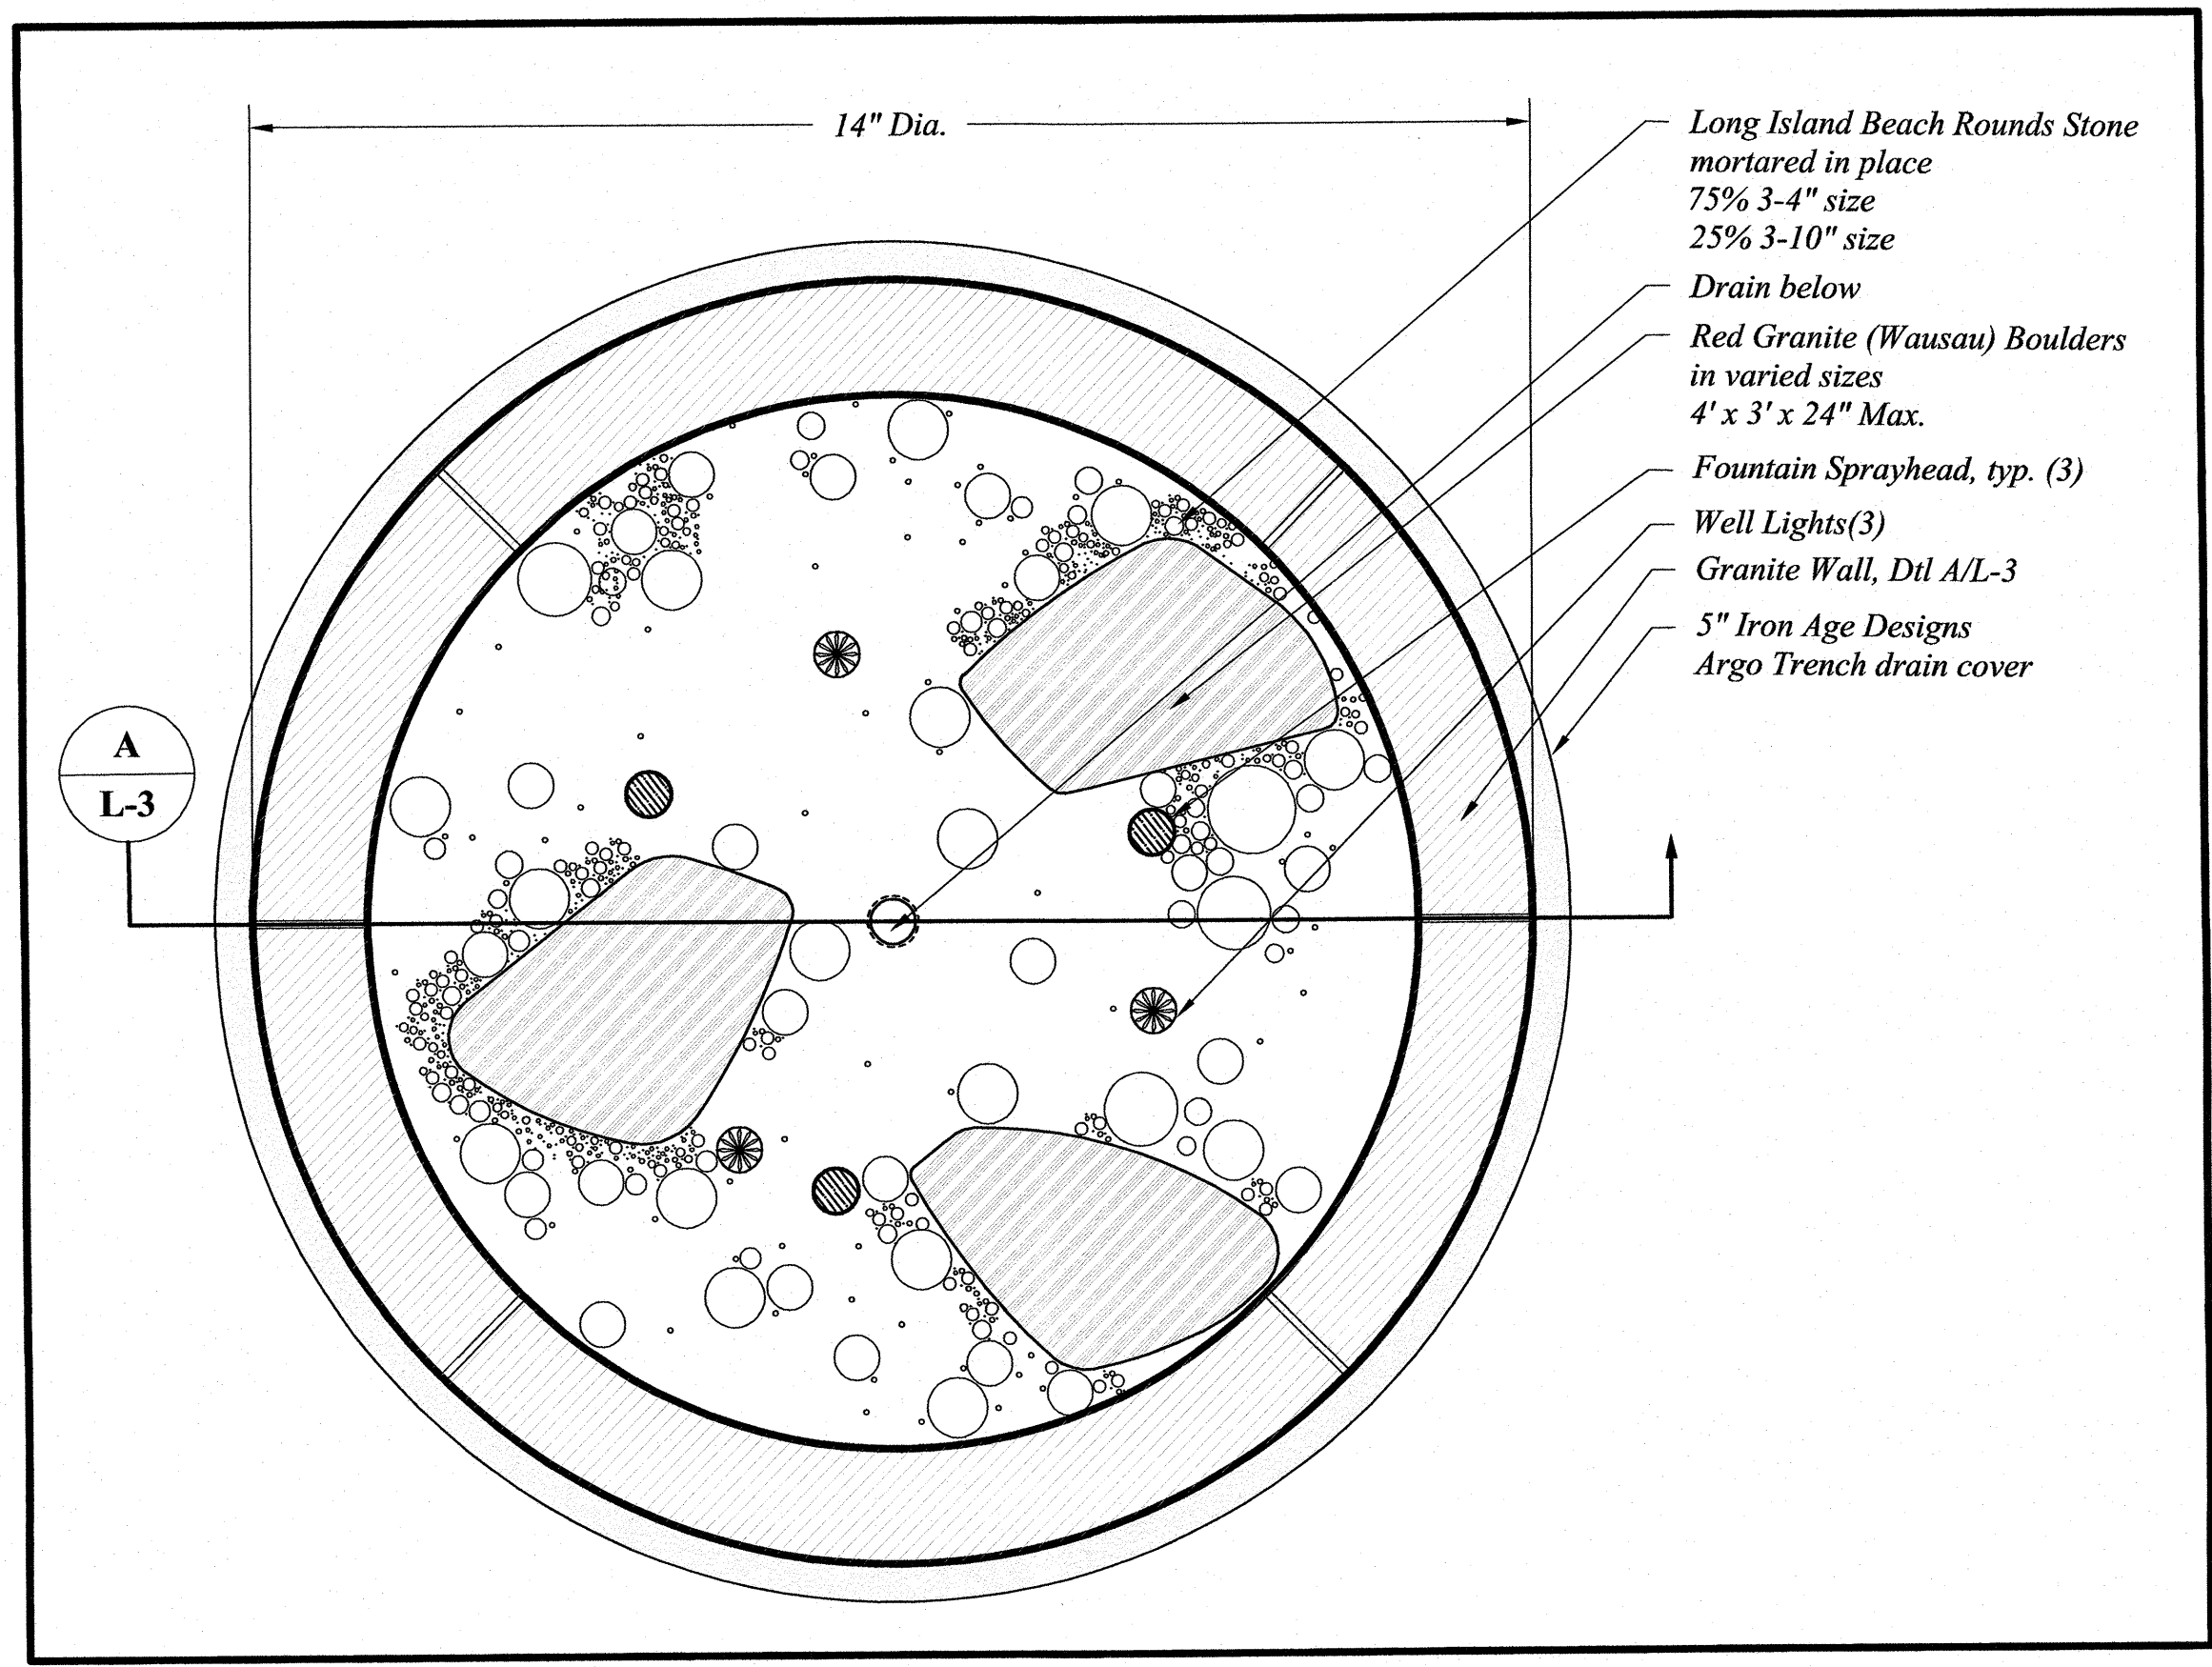 14" Dia.
Long Island Beach Rounds Stone
mortared in place
75% 3-4" size
25% 3-10" size
Drain below
Red Granite (Wausau) Boulders
in varied sizes
4' x 3' x 24" Max.
Fountain Sprayhead, typ. (3)
Well Lights(3)
Granite Wall, Dtl A/L-3
5" Iron Age Designs
Argo Trench drain cover
A
L-3